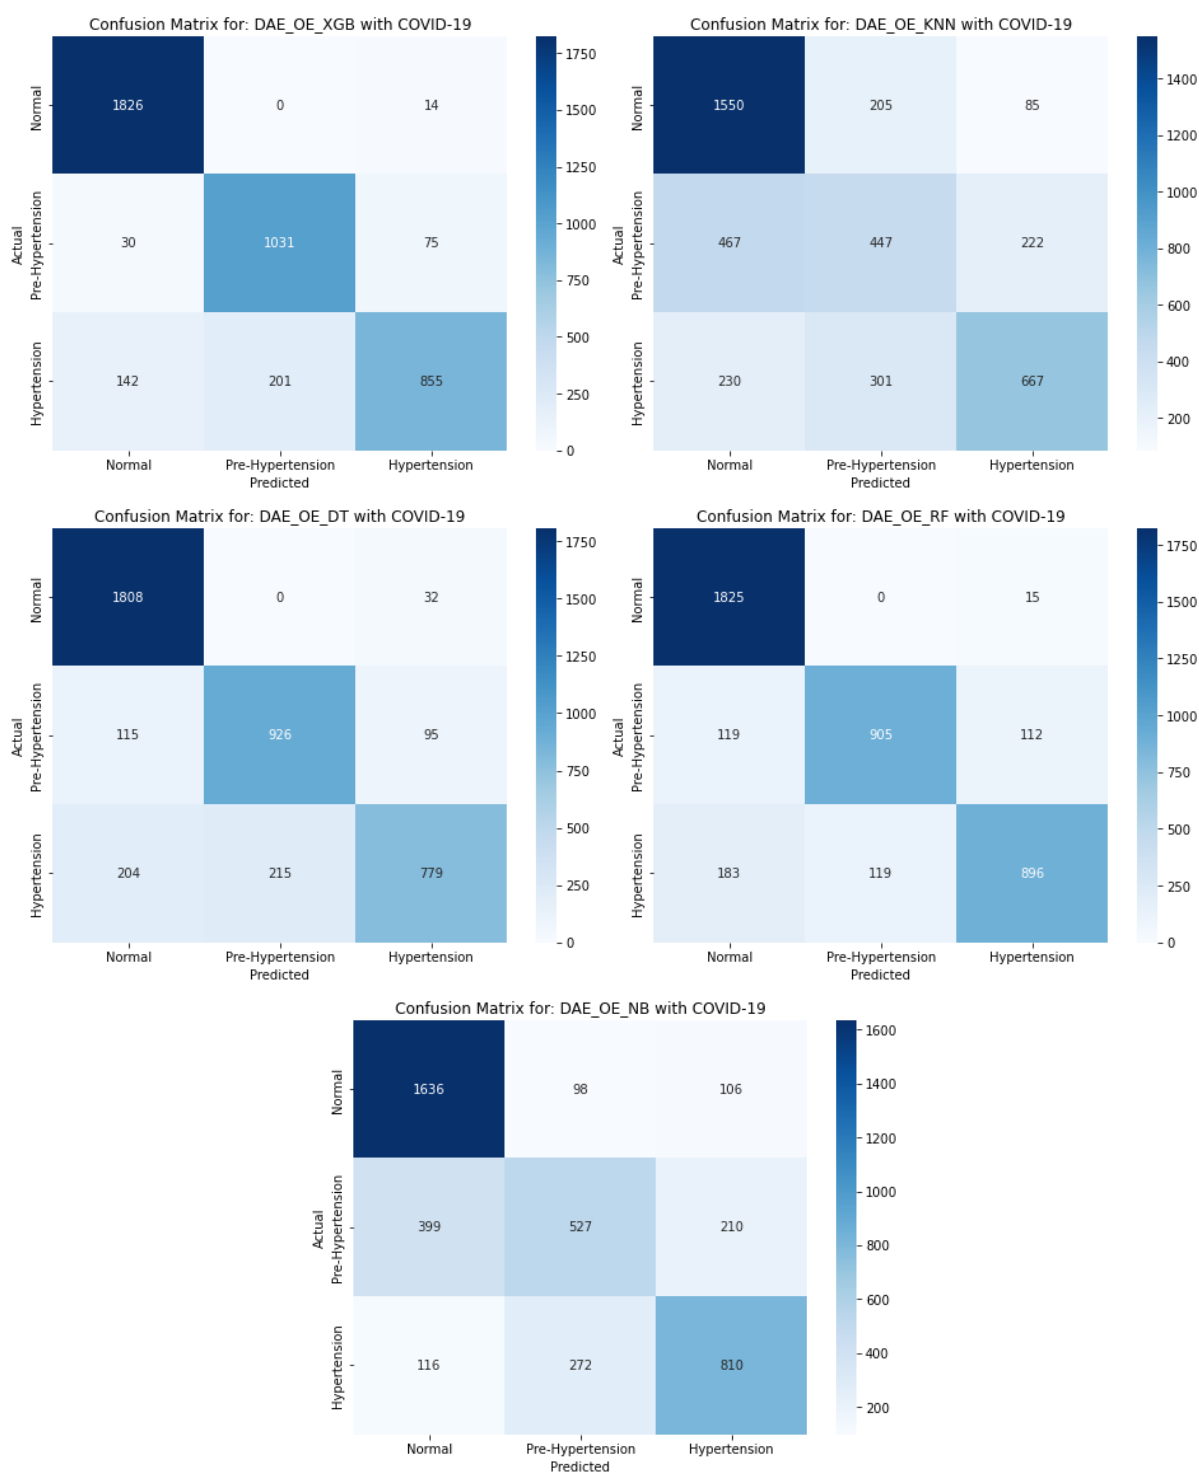 Confusion Matrix for: DAE_OE_XGB with COVID-19
Normal
Pre-Hypertension
Hypertension
Actual
1826 0 14
30 1031 75
142 201 855
Normal Pre-Hypertension Hypertension
Predicted
1750
1500
1250
1000
750
500
250
0
Confusion Matrix for: DAE_OE_KNN with COVID-19
Normal
Pre-Hypertension
Hypertension
Actual
1550 205 85
467 447 222
230 301 667
Normal Pre-Hypertension Hypertension
Predicted
1400
1200
1000
800
600
400
200
Confusion Matrix for: DAE_OE_DT with COVID-19
Normal
Pre-Hypertension
Hypertension
Actual
1808 0 32
115 926 95
204 215 779
Normal Pre-Hypertension Hypertension
Predicted
1750
1500
1250
1000
750
500
250
0
Confusion Matrix for: DAE_OE_RF with COVID-19
Normal
Pre-Hypertension
Hypertension
Actual
1825 0 15
119 905 112
183 119 896
Normal Pre-Hypertension Hypertension
Predicted
1750
1500
1250
1000
750
500
250
0
Confusion Matrix for: DAE_OE_NB with COVID-19
Normal
Pre-Hypertension
Hypertension
Actual
1636 98 106
399 527 210
116 272 810
Normal Pre-Hypertension Hypertension
Predicted
1600
1400
1200
1000
800
600
400
200